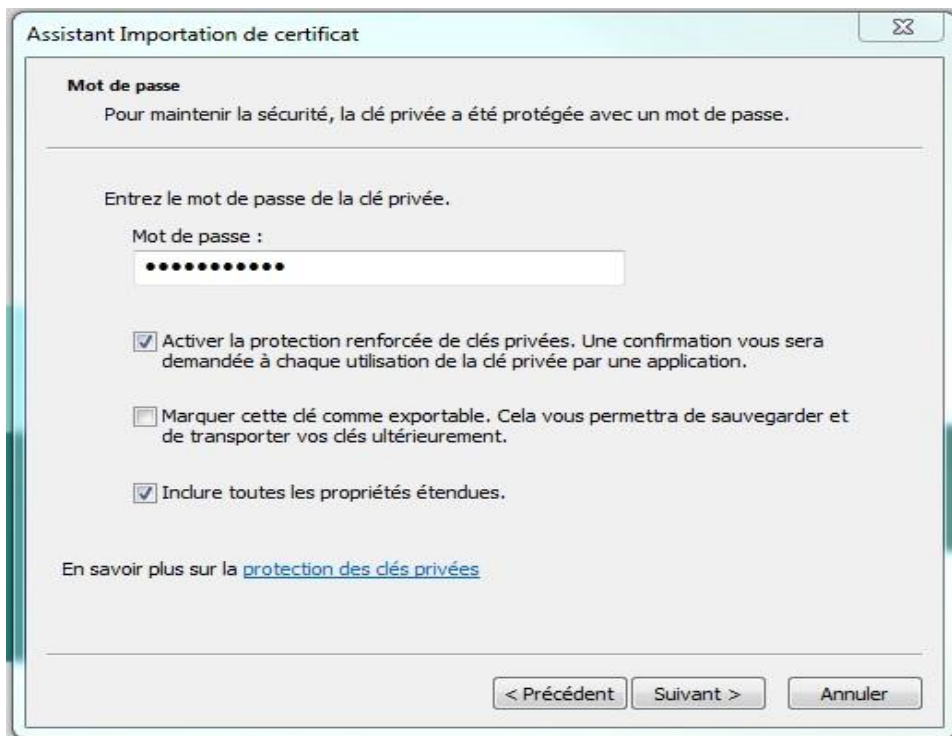 Assistant Importation de certificat
Mot de passe
Pour maintenir la sécurité, la clé privée a été protégée avec un mot de passe.
Entrez le mot de passe de la clé privée.
Mot de passe :
•••••••••••
Activer la protection renforcée de clés privées. Une confirmation vous sera
demandée à chaque utilisation de la clé privée par une application.
Marquer cette clé comme exportable. Cela vous permettra de sauvegarder et
de transporter vos clés ultérieurement.
Inclure toutes les propriétés étendues.
En savoir plus sur la protection des clés privées
< Précédent Suivant > Annuler